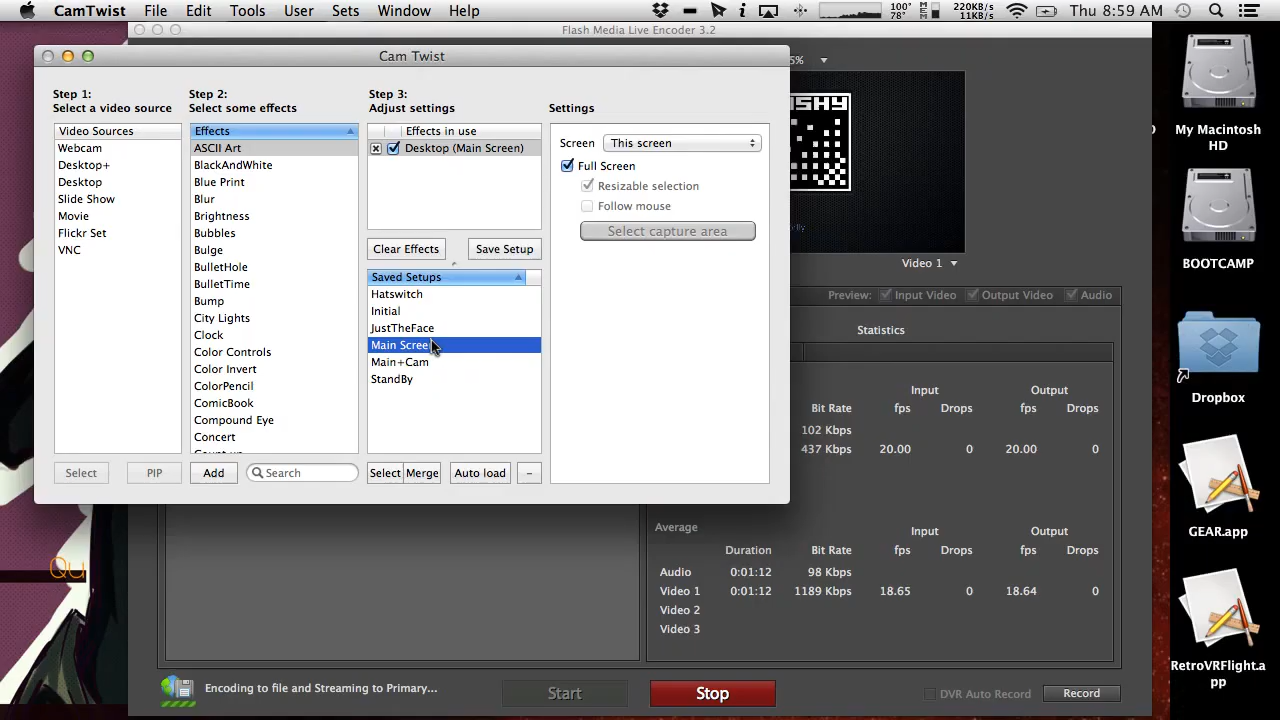 CamTwist File Edit Tools User Sets Window Help
100° 78° 220KB/s 11KB/s Thu 8:59 AM
Flash Media Live Encoder 3.2
Cam Twist
Step 1:
Select a video source
Video Sources
Webcam
Desktop+
Desktop
Slide Show
Movie
Flickr Set
VNC
Select PIP
Step 2:
Select some effects
Effects
ASCII Art
BlackAndWhite
Blue Print
Blur
Brightness
Bubbles
Bulge
BulletHole
BulletTime
Bump
City Lights
Clock
Color Controls
Color Invert
ColorPencil
ComicBook
Compound Eye
Concert
Add Search
Step 3:
Adjust settings
Effects in use
Desktop (Main Screen)
Clear Effects Save Setup
Saved Setups
Hatswitch
Initial
JustTheFace
Main Screen
Main+Cam
StandBy
Select Merge Auto load –
Settings
Screen This screen
Full Screen
Resizable selection
Follow mouse
Select capture area
5%
Video 1
Preview: Input Video Output Video Audio
Statistics
Input Output
Bit Rate fps Drops fps Drops
102 Kbps
437 Kbps 20.00 0 20.00 0
Average Input Output
Duration Bit Rate fps Drops fps Drops
Audio 0:01:12 98 Kbps
Video 1 0:01:12 1189 Kbps 18.65 0 18.64 0
Video 2
Video 3
Encoding to file and Streaming to Primary...
Start Stop DVR Auto Record Record
Qu
My Macintosh
HD
BOOTCAMP
Dropbox
GEAR.app
RetroVRFlight.a
pp